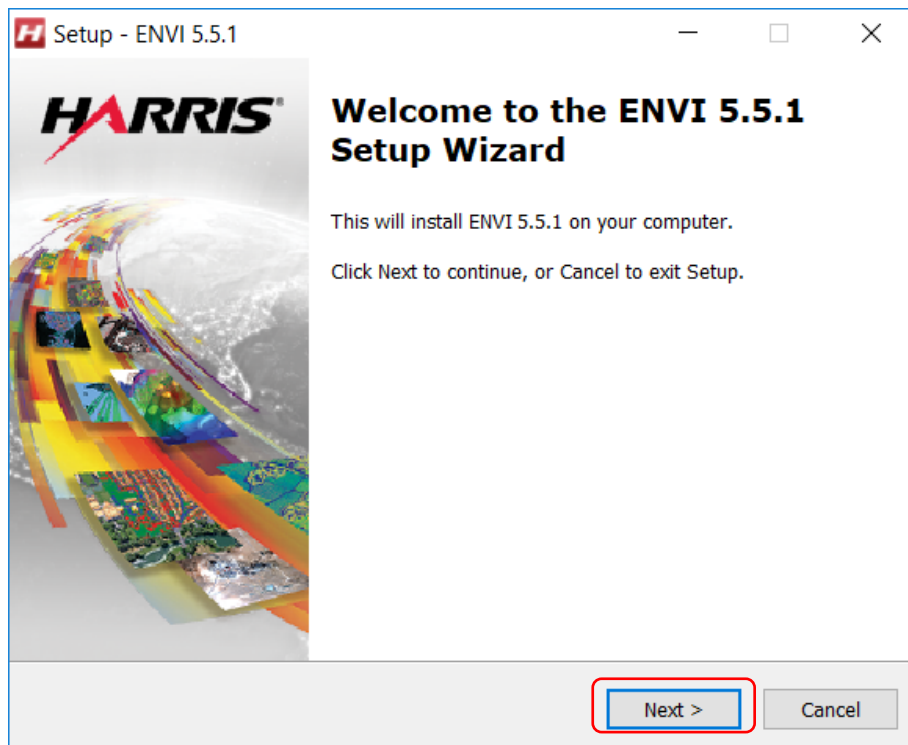 Setup - ENVI 5.5.1
HARRIS®
Welcome to the ENVI 5.5.1
Setup Wizard
This will install ENVI 5.5.1 on your computer.
Click Next to continue, or Cancel to exit Setup.
Next >
Cancel